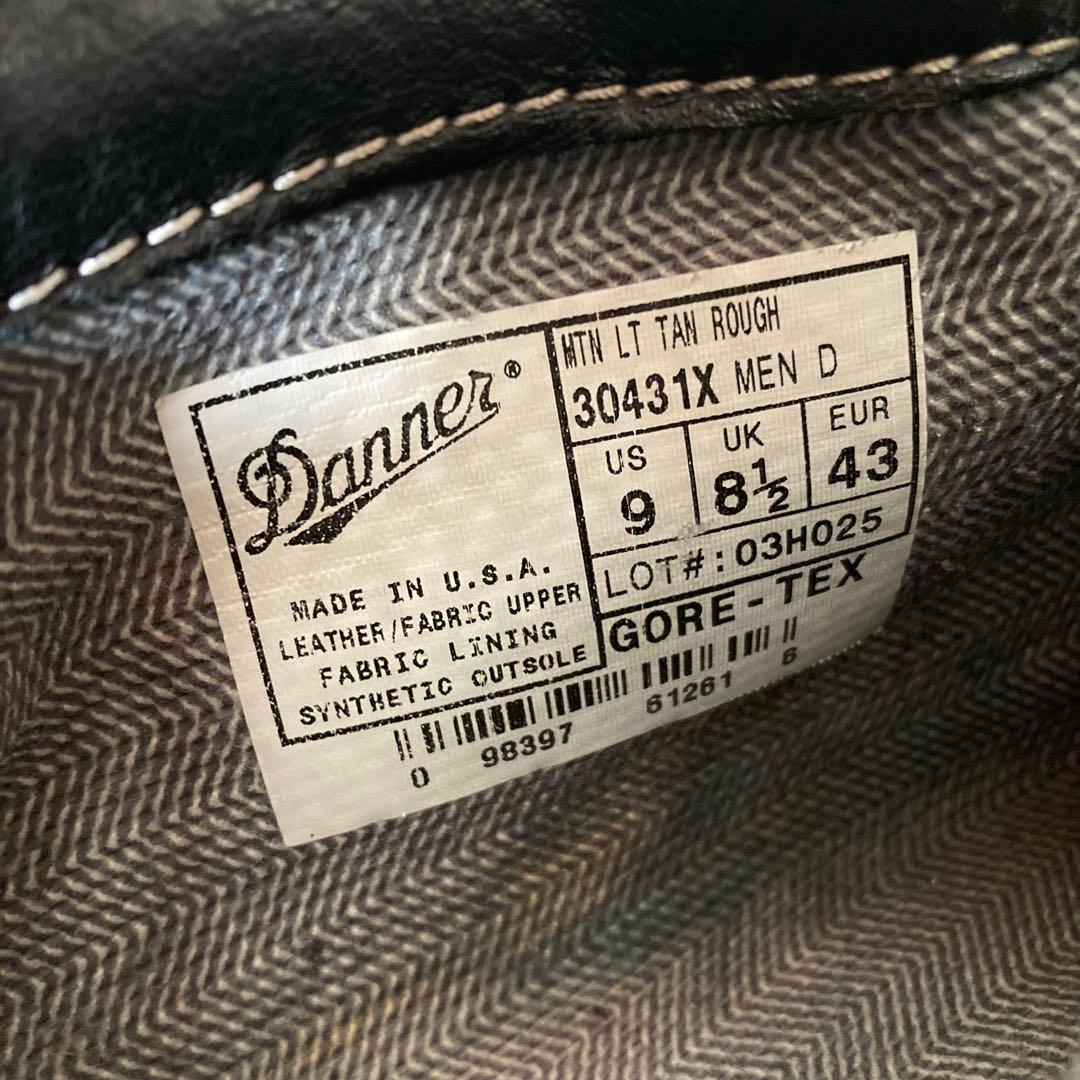 Danner®
MADE IN U.S.A.
LEATHER/FABRIC UPPER
FABRIC LINING
SYNTHETIC OUTSOLE
MTN LT TAN ROUGH
30431X MEN D
US UK EUR
9 8½ 43
LOT#: 03H025
GORE-TEX
0 98397 61261 6